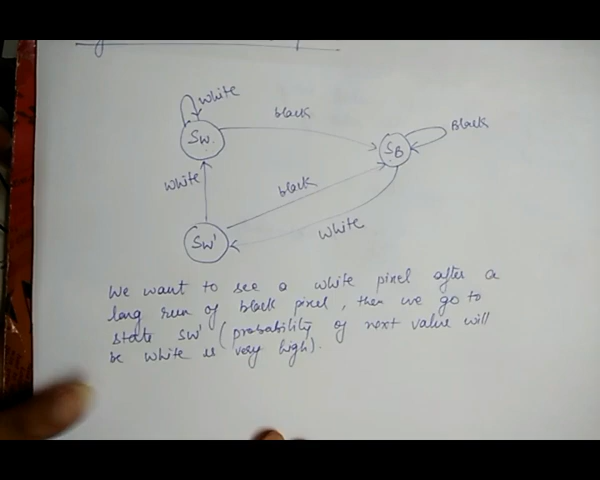 white
black
Sw
Black
SB
white
black
white
Sw'
We want to see a white pixel after a
long run of black pixel, then we go to
state Sw' (probability of next value will
be white is very high).